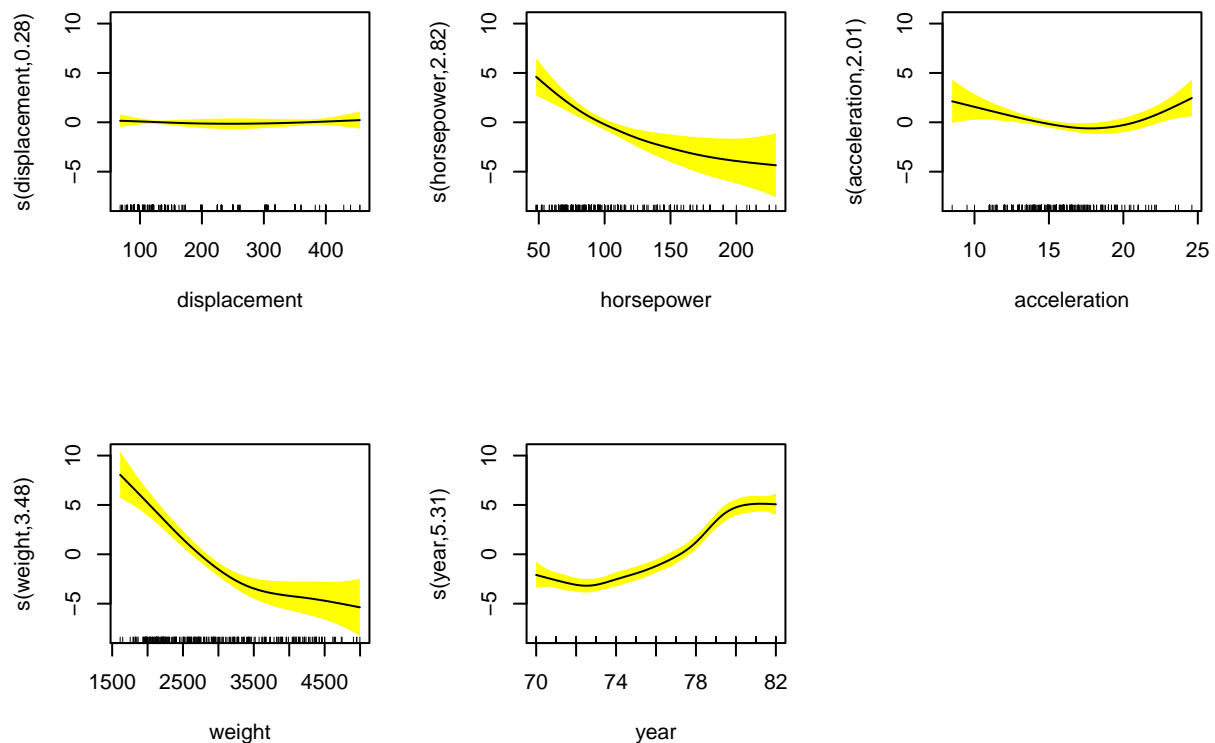 s(displacement,0.28)
10
5
0
−5
100 200 300 400
displacement
s(horsepower,2.82)
10
5
0
−5
50 100 150 200
horsepower
s(acceleration,2.01)
10
5
0
−5
10 15 20 25
acceleration
s(weight,3.48)
10
5
0
−5
1500 2500 3500 4500
weight
s(year,5.31)
10
5
0
−5
70 74 78 82
year